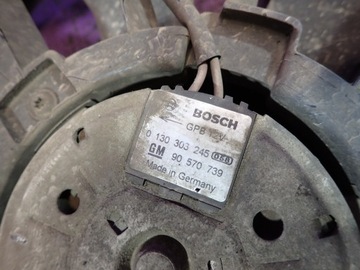 BOSCH
GPB 12V
0 130 303 245
GM 90 570 739
Made in Germany